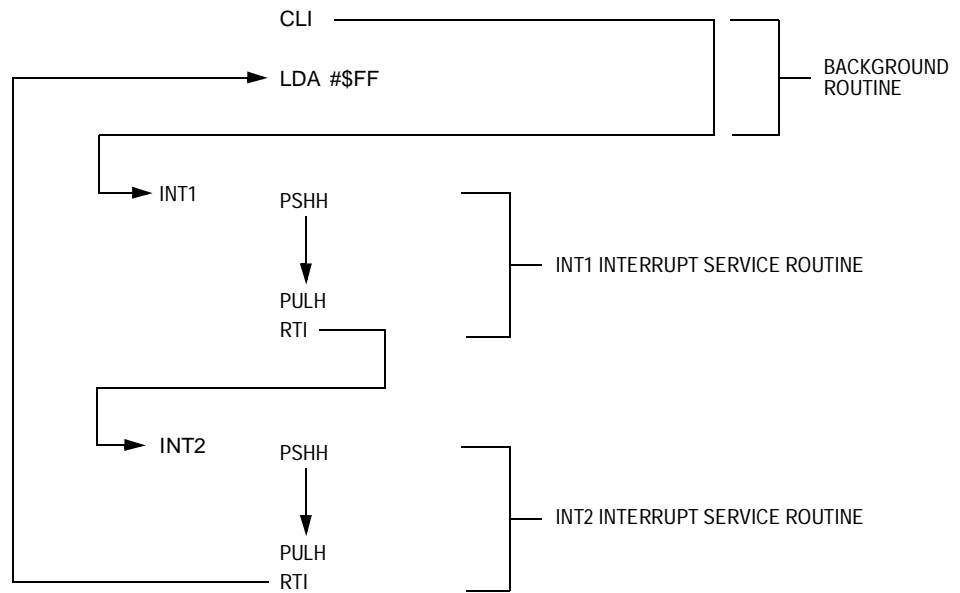 CLI
LDA #$FF
BACKGROUND
ROUTINE
INT1
PSHH
INT1 INTERRUPT SERVICE ROUTINE
PULH
RTI
INT2
PSHH
INT2 INTERRUPT SERVICE ROUTINE
PULH
RTI